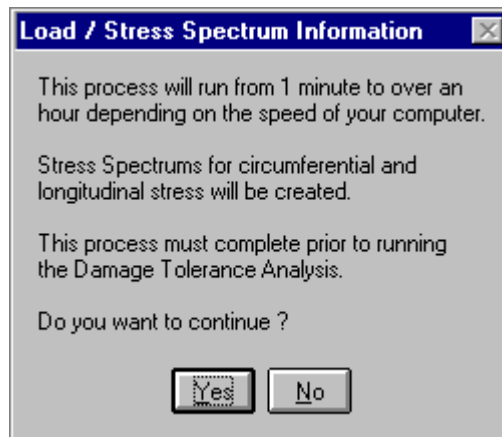 Load / Stress Spectrum Information
This process will run from 1 minute to over an
hour depending on the speed of your computer.
Stress Spectrums for circumferential and
longitudinal stress will be created.
This process must complete prior to running
the Damage Tolerance Analysis.
Do you want to continue ?
Yes No